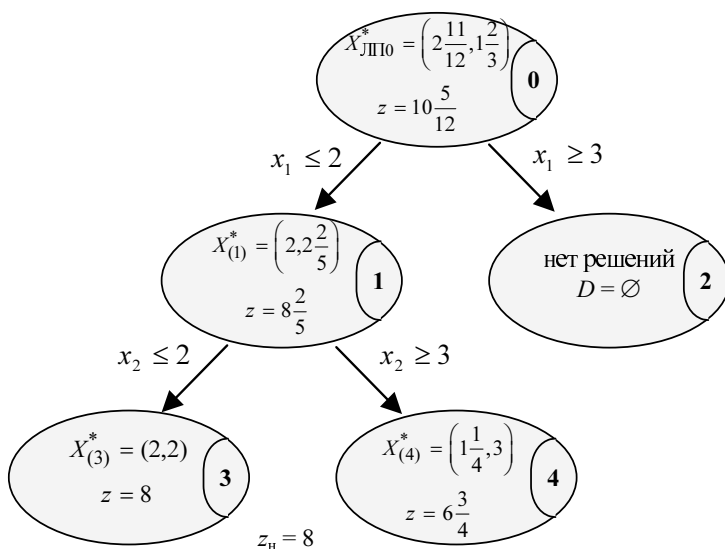 X*ЛП0 = (2 11/12, 1 2/3)
0
z = 10 5/12
x₁ ≤ 2
x₁ ≥ 3
X*(1) = (2, 2 2/5)
1
z = 8 2/5
нет решений
D = ∅
2
x₂ ≤ 2
x₂ ≥ 3
X*(3) = (2,2)
3
z = 8
X*(4) = (1 1/4, 3)
4
z = 6 3/4
zн = 8